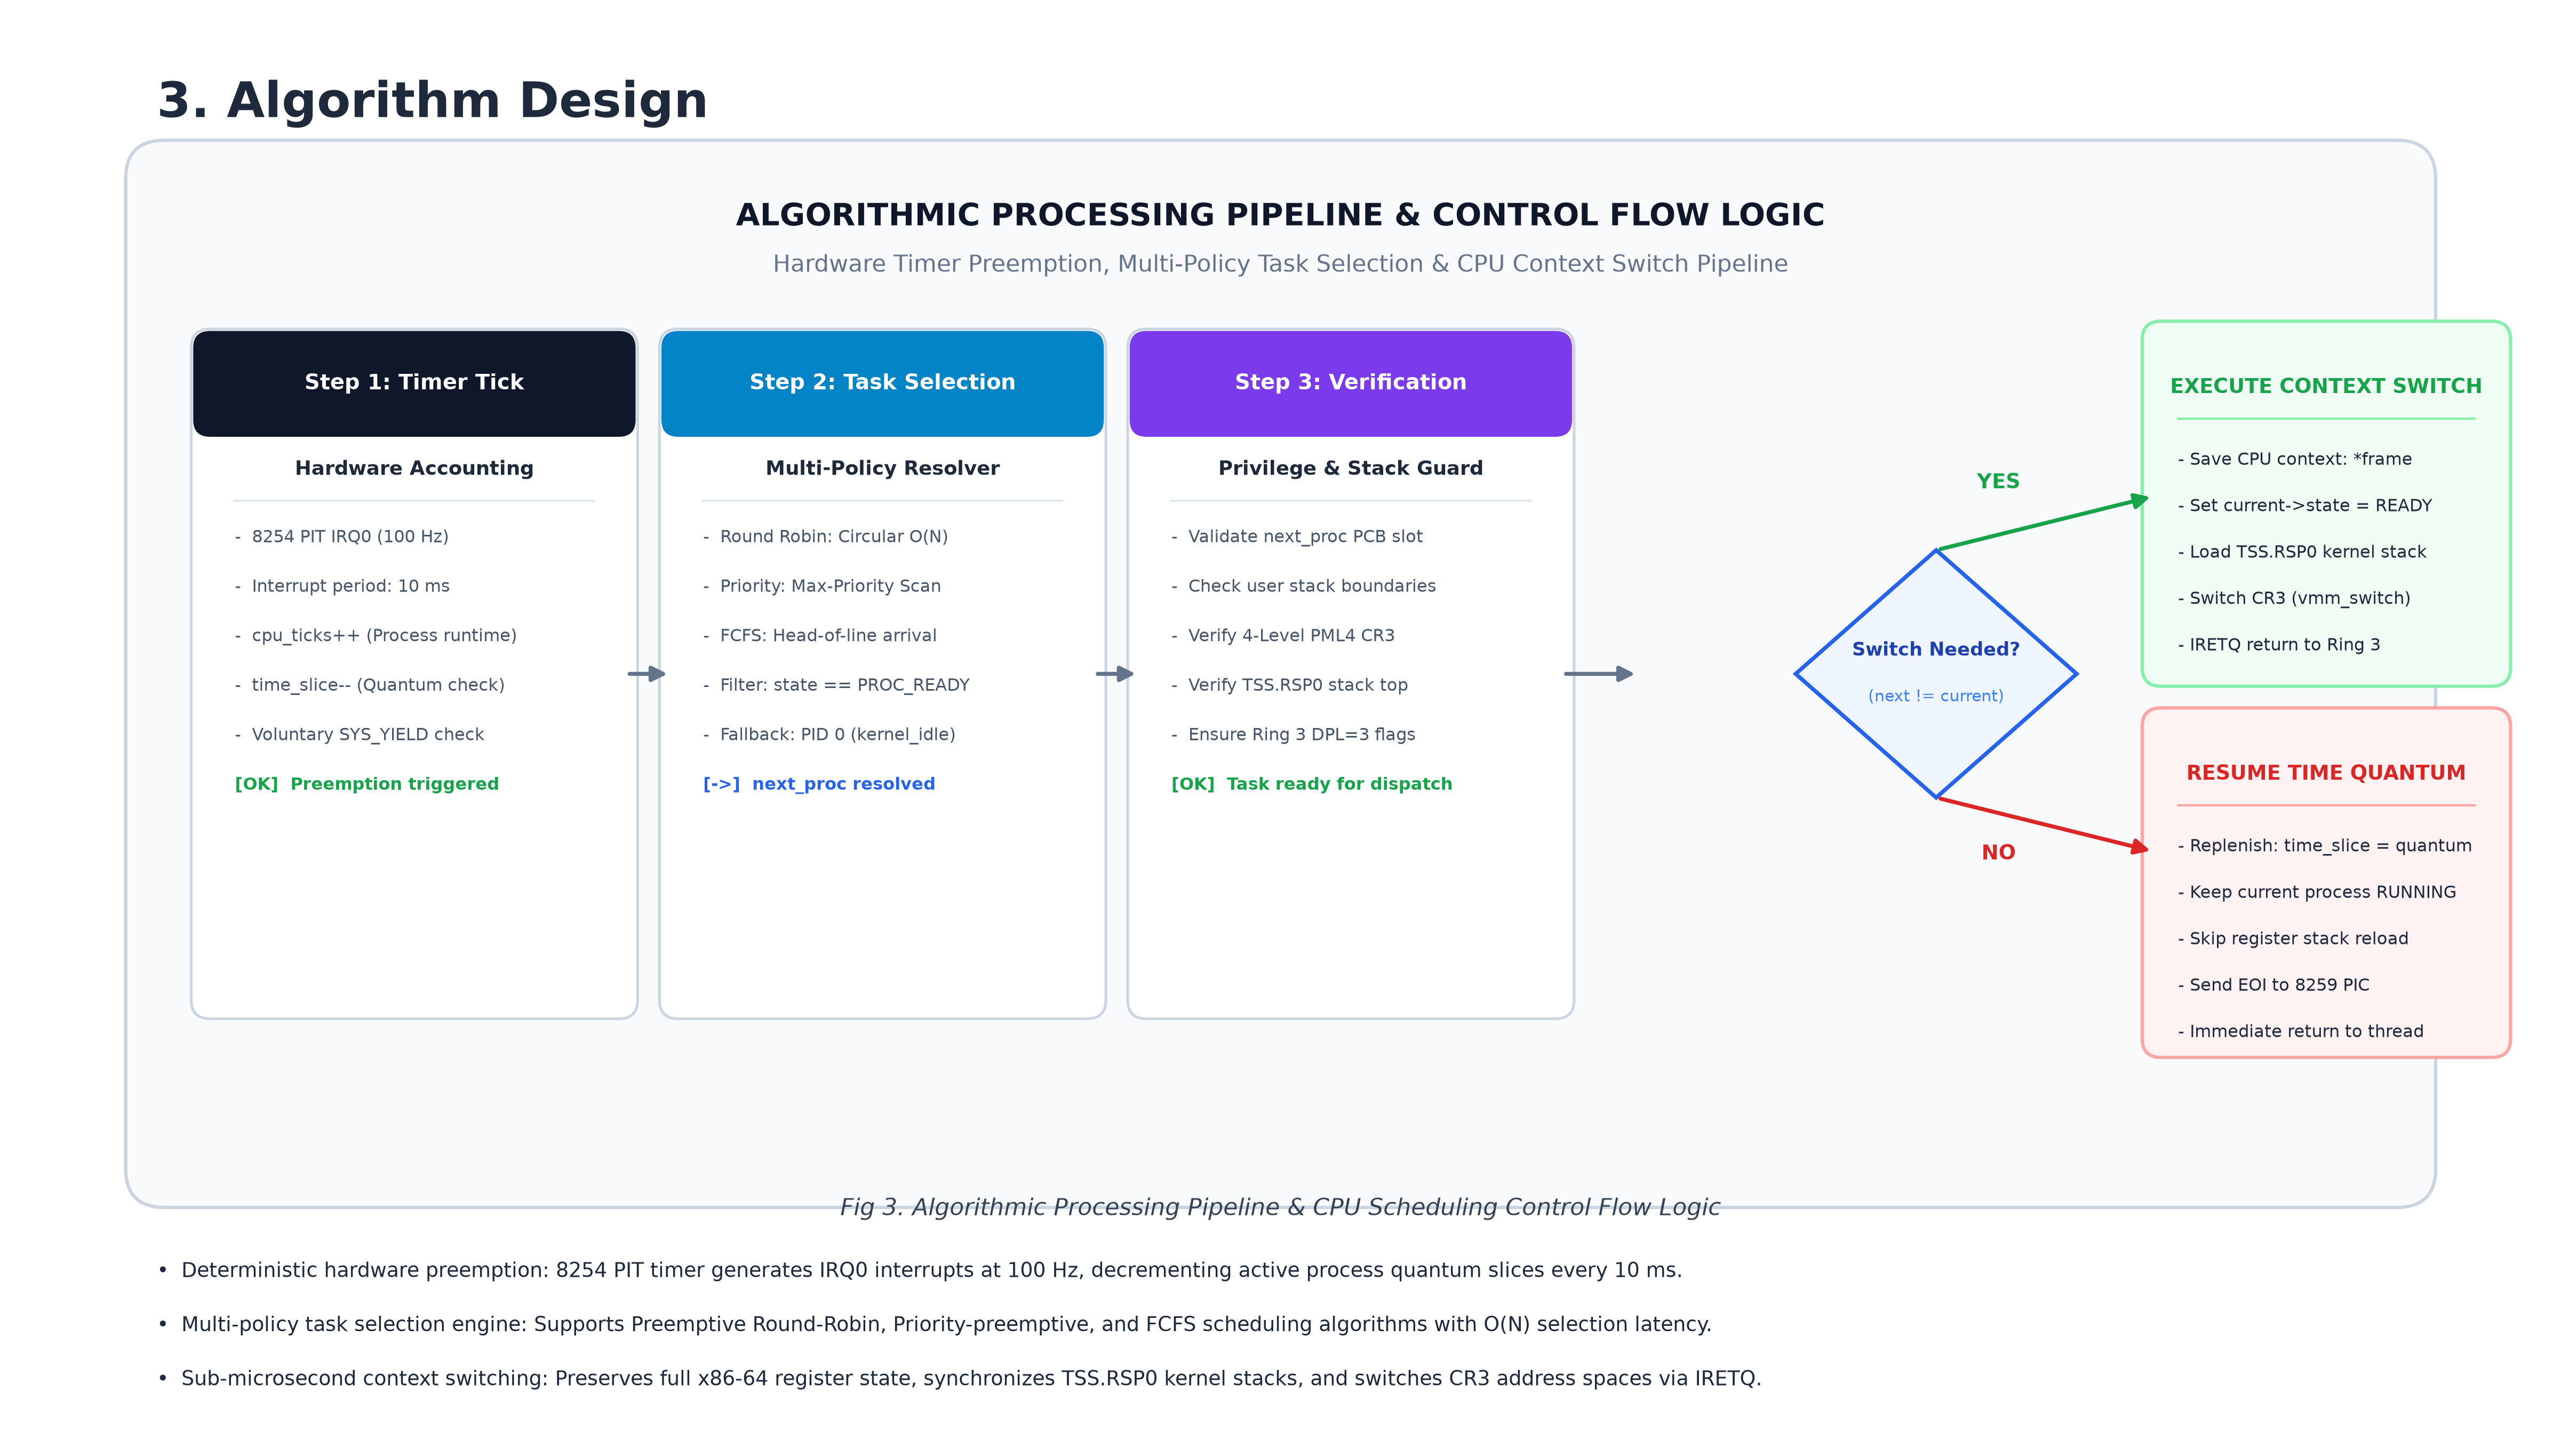 3. Algorithm Design
ALGORITHMIC PROCESSING PIPELINE & CONTROL FLOW LOGIC
Hardware Timer Preemption, Multi-Policy Task Selection & CPU Context Switch Pipeline
Step 1: Timer Tick
Hardware Accounting
- 8254 PIT IRQ0 (100 Hz)
- Interrupt period: 10 ms
- cpu_ticks++ (Process runtime)
- time_slice-- (Quantum check)
- Voluntary SYS_YIELD check
[OK] Preemption triggered
Step 2: Task Selection
Multi-Policy Resolver
- Round Robin: Circular O(N)
- Priority: Max-Priority Scan
- FCFS: Head-of-line arrival
- Filter: state == PROC_READY
- Fallback: PID 0 (kernel_idle)
[->] next_proc resolved
Step 3: Verification
Privilege & Stack Guard
- Validate next_proc PCB slot
- Check user stack boundaries
- Verify 4-Level PML4 CR3
- Verify TSS.RSP0 stack top
- Ensure Ring 3 DPL=3 flags
[OK] Task ready for dispatch
Switch Needed?
(next != current)
YES
EXECUTE CONTEXT SWITCH
- Save CPU context: *frame
- Set current->state = READY
- Load TSS.RSP0 kernel stack
- Switch CR3 (vmm_switch)
- IRETQ return to Ring 3
NO
RESUME TIME QUANTUM
- Replenish: time_slice = quantum
- Keep current process RUNNING
- Skip register stack reload
- Send EOI to 8259 PIC
- Immediate return to thread
Fig 3. Algorithmic Processing Pipeline & CPU Scheduling Control Flow Logic
• Deterministic hardware preemption: 8254 PIT timer generates IRQ0 interrupts at 100 Hz, decrementing active process quantum slices every 10 ms.
• Multi-policy task selection engine: Supports Preemptive Round-Robin, Priority-preemptive, and FCFS scheduling algorithms with O(N) selection latency.
• Sub-microsecond context switching: Preserves full x86-64 register state, synchronizes TSS.RSP0 kernel stacks, and switches CR3 address spaces via IRETQ.